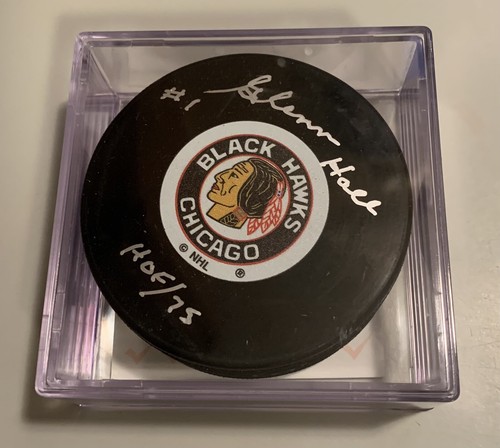 #1 Glenn Hall
BLACK HAWKS
CHICAGO
© NHL ®
HOF/75